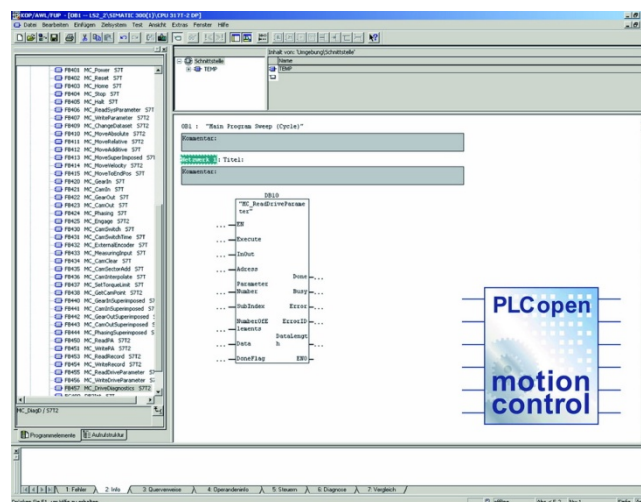 KOP/AWL/FUP - [OB1 -- LS2_2\SIMATIC 300(1)\CPU 317T-2 DP]
Datei Bearbeiten Einfügen Zielsystem Test Ansicht Extras Fenster Hilfe
FB401 MC_Power S7T
FB402 MC_Reset S7T
FB403 MC_Home S7T
FB404 MC_Stop S7T
FB405 MC_Halt S7T
FB406 MC_ReadSysParameter S7T
FB407 MC_WriteParameter S7T2
FB409 MC_ChangeDataset S7T2
FB410 MC_MoveAbsolute S7T2
FB411 MC_MoveRelative S7T2
FB412 MC_MoveAdditive S7T
FB413 MC_MoveSuperImposed S7T
FB414 MC_MoveVelocity S7T2
FB415 MC_MoveToEndPos S7T
FB420 MC_GearIn S7T
FB421 MC_CamIn S7T
FB422 MC_GearOut S7T
FB423 MC_CamOut S7T
FB424 MC_Phasing S7T
FB425 MC_Engage S7T2
FB430 MC_CamSwitch S7T
FB431 MC_CamSwitchTime S7T
FB432 MC_ExternalEncoder S7T
FB433 MC_MeasuringInput S7T
FB434 MC_CamClear S7T
FB435 MC_CamSectorAdd S7T
FB436 MC_CamInterpolate S7T
FB437 MC_SetTorqueLimit S7T
FB438 MC_GetCamPoint S7T2
FB440 MC_GearInSuperimposed S7
FB441 MC_CamInSuperimposed S7
FB442 MC_GearOutSuperimposed
FB443 MC_CamOutSuperimposed
FB444 MC_PhasingSuperimposed S
FB450 MC_ReadPA S7T2
FB451 MC_WritePA S7T2
FB453 MC_ReadRecord S7T2
FB454 MC_WriteRecord S7T2
FB455 MC_ReadDriveParameter S
FB456 MC_WriteDriveParameter S
FB457 MC_DriveDiagnostics S7T2
MC_DiagD / S7T2
Programmelemente Aufrufstruktur
Inhalt von: 'Umgebung\Schnittstelle'
Schnittstelle
TEMP
Name
TEMP
OB1 : "Main Program Sweep (Cycle)"
Kommentar:
Netzwerk 1: Titel:
Kommentar:
DB10
"MC_ReadDriveParame
ter"
... EN
... Execute
... InOut
... Adress
Done ...
Parameter
... Number
Busy ...
... SubIndex
Error ...
NumberOfE
ErrorID ...
... lements
DataLengt
... Data
h ...
... DoneFlag
ENO
PLCopen
motion
control
1: Fehler 2: Info 3: Querverweise 4: Operandeninfo 5: Steuern 6: Diagnose 7: Vergleich